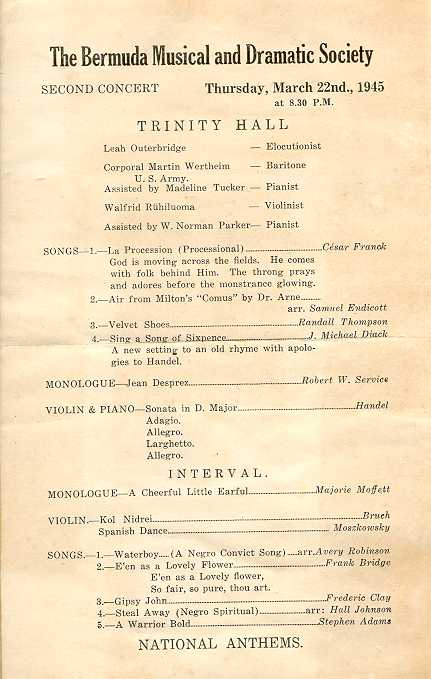 The Bermuda Musical and Dramatic Society
SECOND CONCERT Thursday, March 22nd., 1945
at 8.30 P.M.
TRINITY HALL
Leah Outerbridge — Elocutionist
Corporal Martin Wertheim — Baritone
U. S. Army.
Assisted by Madeline Tucker — Pianist
Walfrid Rühiluoma — Violinist
Assisted by W. Norman Parker — Pianist
SONGS—1.—La Procession (Processional)........César Franok
God is moving across the fields. He comes
with folk behind Him. The throng prays
and adores before the monstrance glowing.
2.—Air from Milton's "Comus" by Dr. Arne........
arr. Samuel Endicott
3.—Velvet Shoes........Randall Thompson
4.—Sing a Song of Sixpence........J. Michael Diack
A new setting to an old rhyme with apolo-
gies to Handel.
MONOLOGUE—Jean Desprez........Robert W. Service
VIOLIN & PIANO—Sonata in D. Major........Handel
Adagio.
Allegro.
Larghetto.
Allegro.
INTERVAL.
MONOLOGUE—A Cheerful Little Earful........Majorie Moffett
VIOLIN.—Kol Nidrei........Bruch
Spanish Dance........Moszkowsky
SONGS.—1.—Waterboy....(A Negro Convict Song)....arr. Avery Robinson
2.—E'en as a Lovely Flower........Frank Bridge
E'en as a Lovely flower,
So fair, so pure, thou art.
3.—Gipsy John........Frederic Clay
4.—Steal Away (Negro Spiritual)........arr: Hall Johnson
5.—A Warrior Bold........Stephen Adams
NATIONAL ANTHEMS.